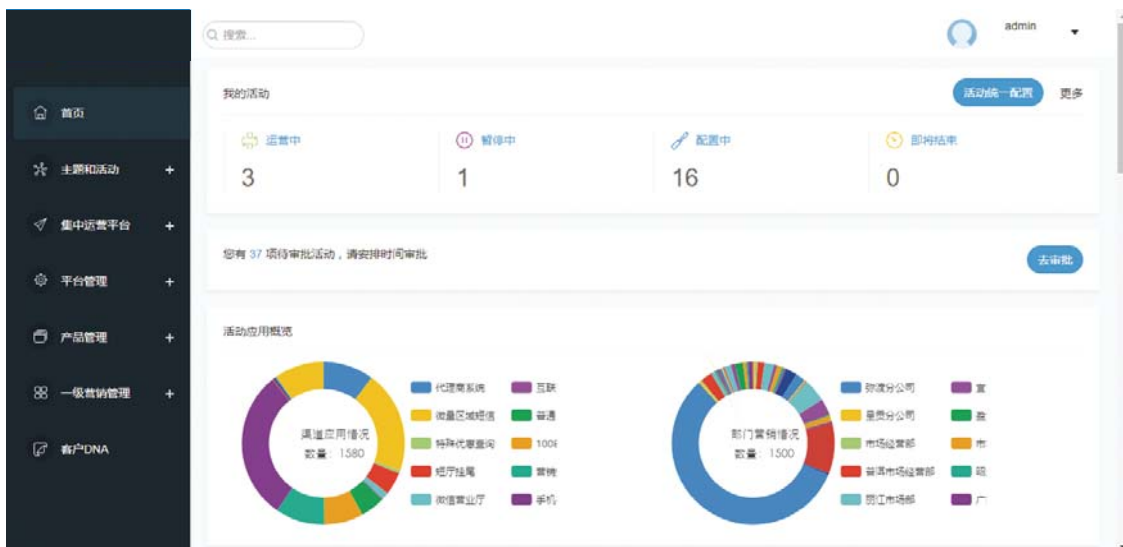 搜索...
admin
首页
主题和活动
集中运营平台
平台管理
产品管理
一级营销管理
客户DNA
我的活动
活动统一配置
更多
运营中
暂停中
配置中
即将结束
3
1
16
0
您有 37 项待审批活动，请安排时间审批
去审批
活动应用概览
渠道应用情况
数量： 1580
代理商系统
互联
微量区域短信
普通
特殊优惠查询
短厅挂尾
营销
微信营业厅
手机
部门营销情况
数量： 1500
弥渡分公司
宜
市场经营部
市
普洱市场经营部
昭
丽江市场部
广